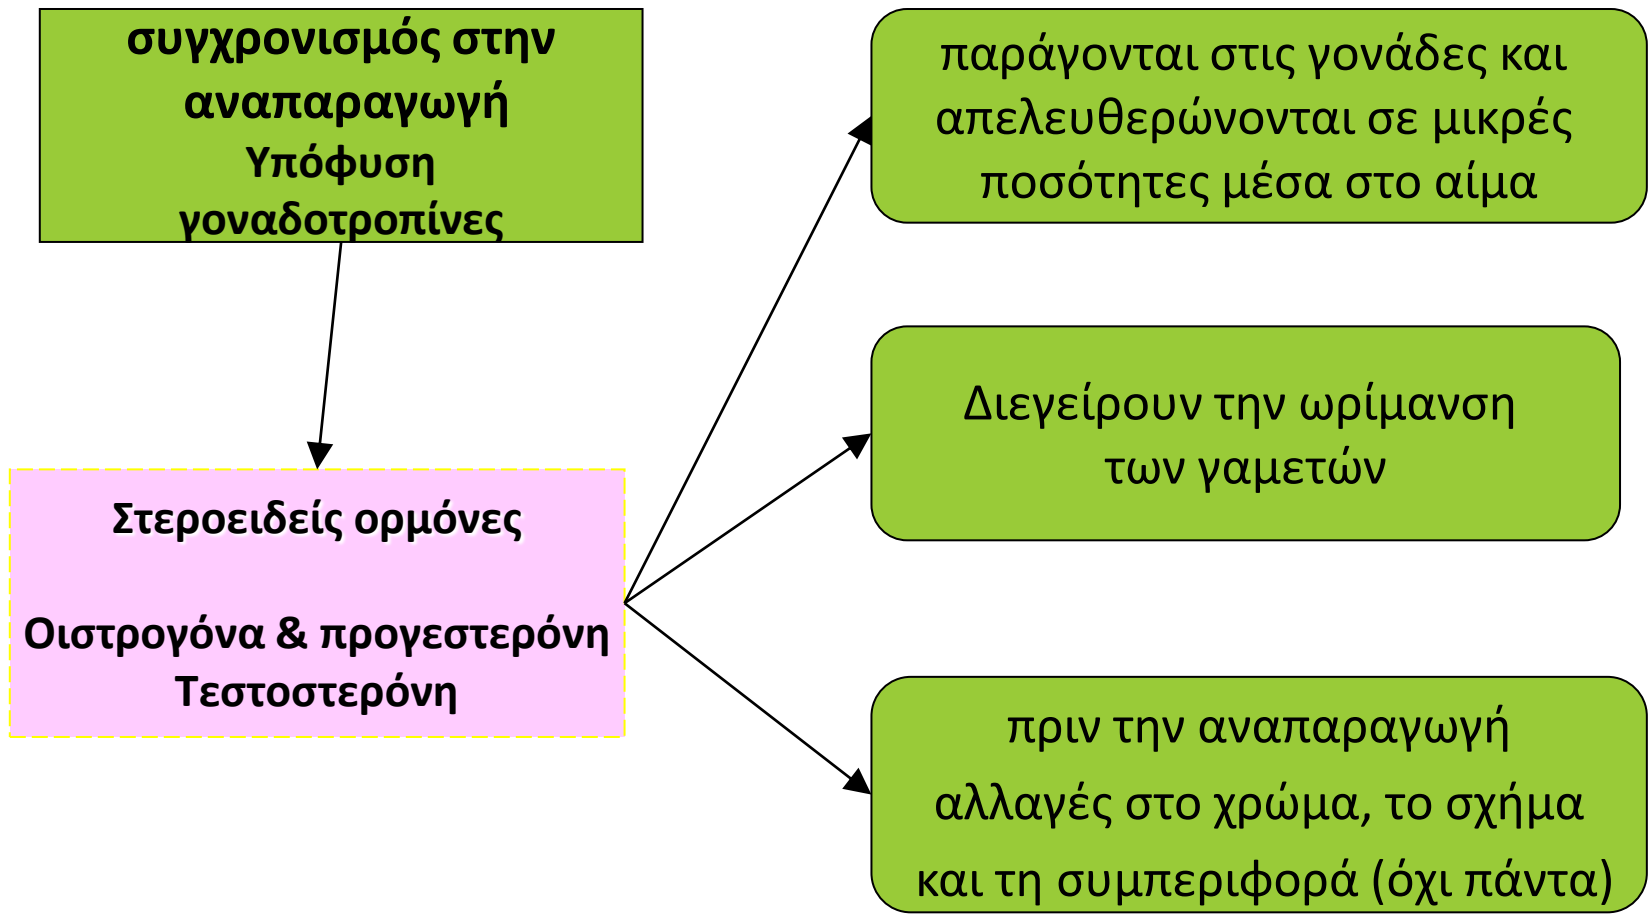 συγχρονισμός στην
αναπαραγωγή
Υπόφυση
γοναδοτροπίνες
Στεροειδείς ορμόνες
Οιστρογόνα & προγεστερόνη
Τεστοστερόνη
παράγονται στις γονάδες και
απελευθερώνονται σε μικρές
ποσότητες μέσα στο αίμα
Διεγείρουν την ωρίμανση
των γαμετών
πριν την αναπαραγωγή
αλλαγές στο χρώμα, το σχήμα
και τη συμπεριφορά (όχι πάντα)